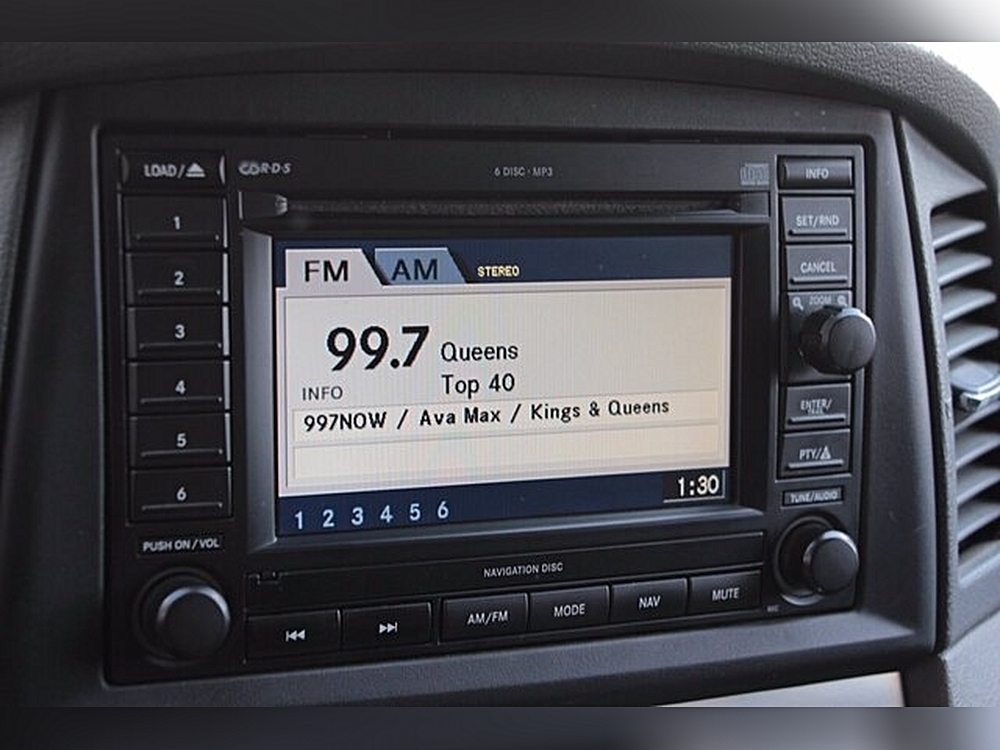 LOAD/
R·D·S
6 DISC · MP3
INFO
1
2
3
4
5
6
SET/RND
CANCEL
ZOOM
ENTER/
PTY/
TUNE/AUDIO
FM AM STEREO
99.7 Queens
Top 40
INFO
997NOW / Ava Max / Kings & Queens
1:30
1 2 3 4 5 6
PUSH ON/VOL
NAVIGATION DISC
AM/FM MODE NAV MUTE